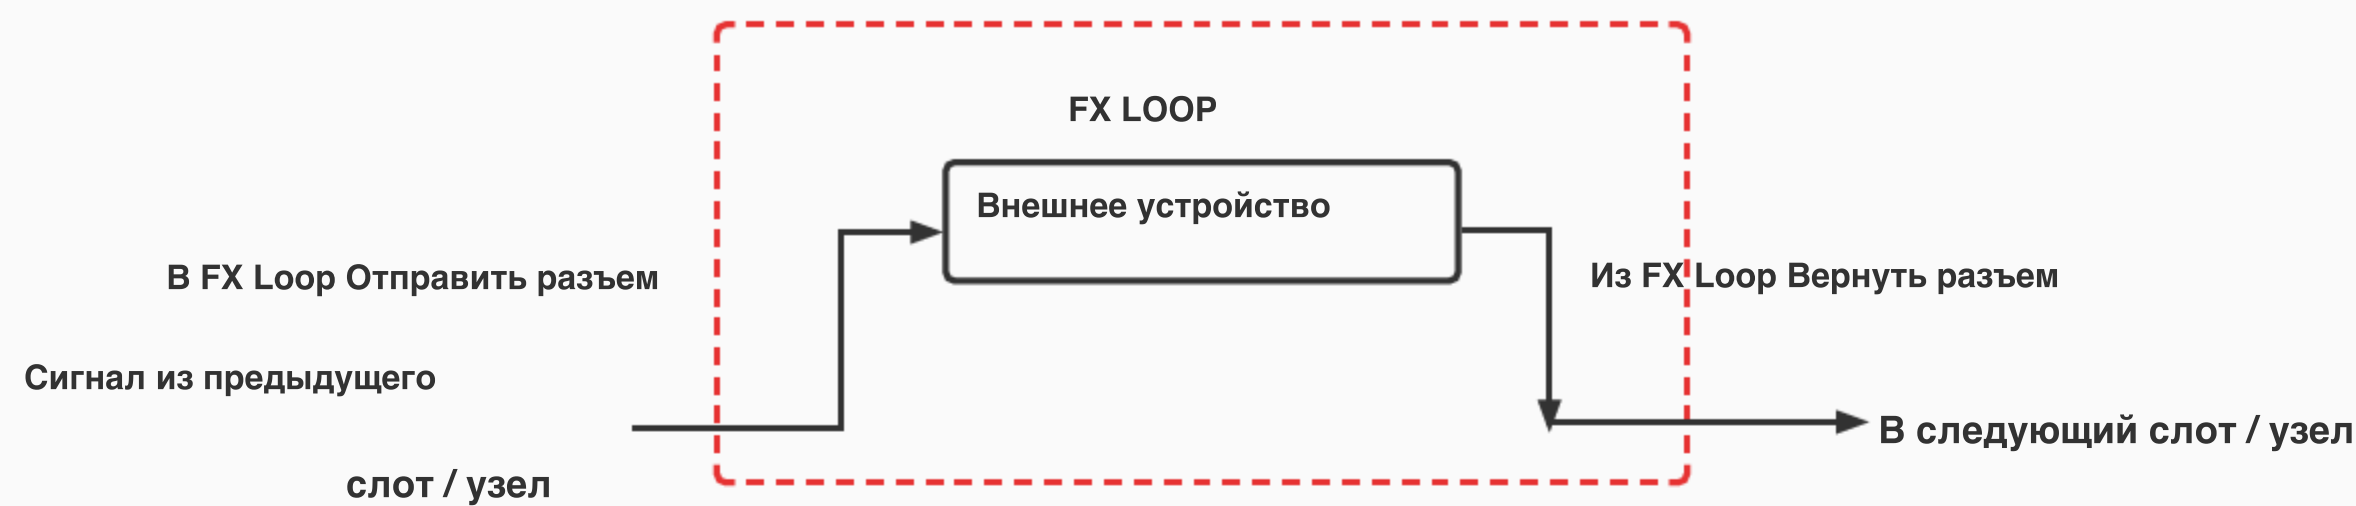 FX LOOP
Внешнее устройство
В FX Loop Отправить разъем
Из FX Loop Вернуть разъем
Сигнал из предыдущего
слот / узел
В следующий слот / узел